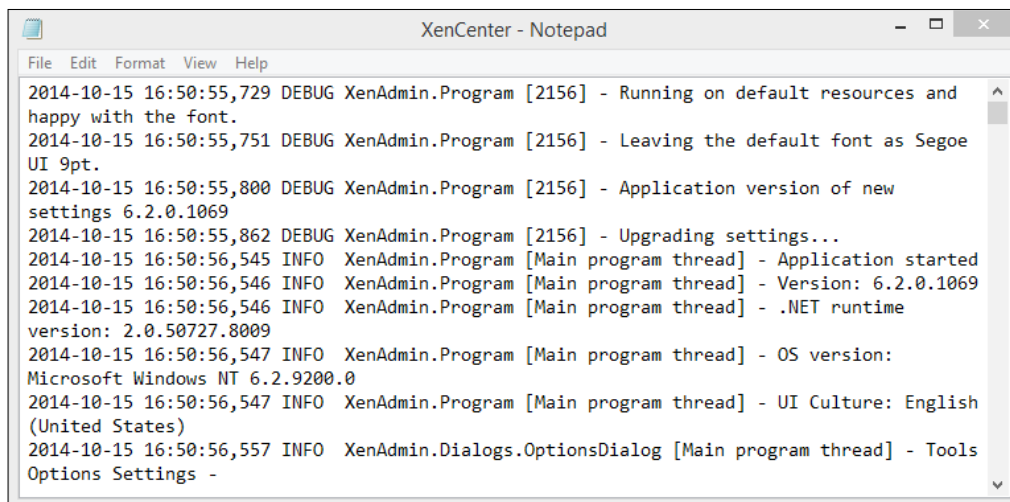 XenCenter - Notepad
File Edit Format View Help
2014-10-15 16:50:55,729 DEBUG XenAdmin.Program [2156] - Running on default resources and
happy with the font.
2014-10-15 16:50:55,751 DEBUG XenAdmin.Program [2156] - Leaving the default font as Segoe
UI 9pt.
2014-10-15 16:50:55,800 DEBUG XenAdmin.Program [2156] - Application version of new
settings 6.2.0.1069
2014-10-15 16:50:55,862 DEBUG XenAdmin.Program [2156] - Upgrading settings...
2014-10-15 16:50:56,545 INFO  XenAdmin.Program [Main program thread] - Application started
2014-10-15 16:50:56,546 INFO  XenAdmin.Program [Main program thread] - Version: 6.2.0.1069
2014-10-15 16:50:56,546 INFO  XenAdmin.Program [Main program thread] - .NET runtime
version: 2.0.50727.8009
2014-10-15 16:50:56,547 INFO  XenAdmin.Program [Main program thread] - OS version:
Microsoft Windows NT 6.2.9200.0
2014-10-15 16:50:56,547 INFO  XenAdmin.Program [Main program thread] - UI Culture: English
(United States)
2014-10-15 16:50:56,557 INFO  XenAdmin.Dialogs.OptionsDialog [Main program thread] - Tools
Options Settings -